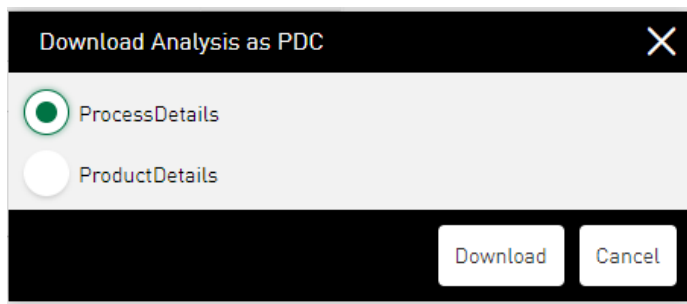 Download Analysis as PDC
ProcessDetails
ProductDetails
Download Cancel